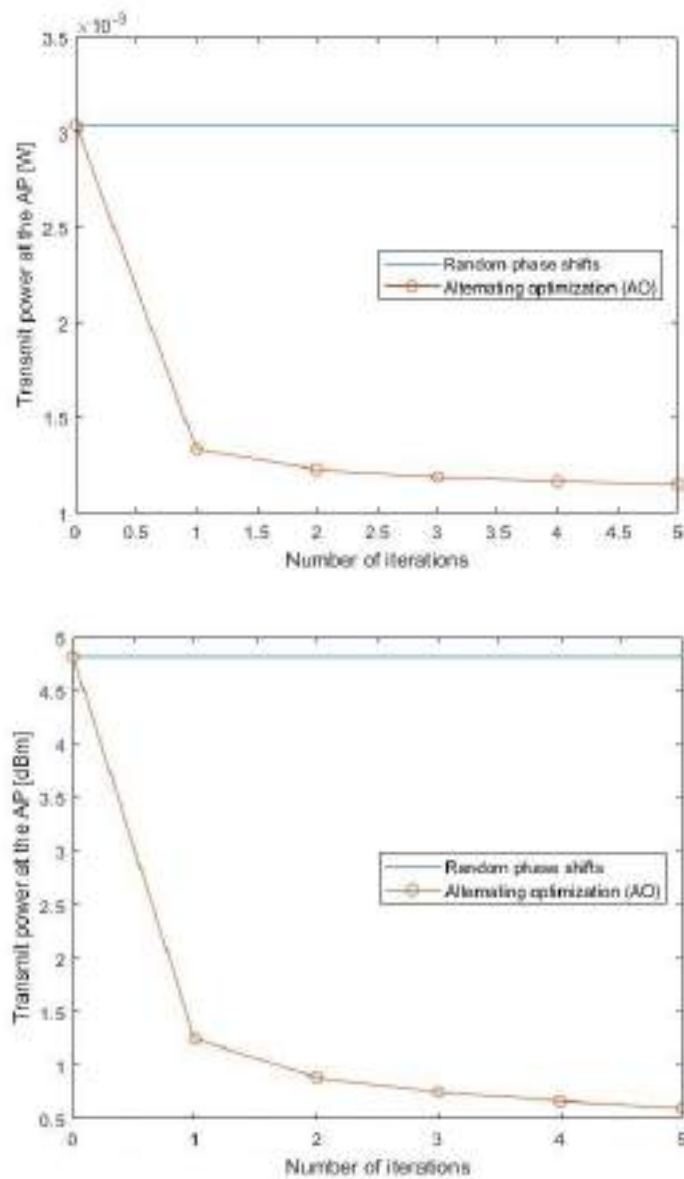 ×10⁻³
3.5
3
2.5
2
1.5
1
Transmit power at the AP [W]
Random phase shifts
Alternating optimization (AO)
0 0.5 1 1.5 2 2.5 3 3.5 4 4.5 5
Number of iterations
5
4.5
4
3.5
3
2.5
2
1.5
1
0.5
Transmit power at the AP [dBm]
Random phase shifts
Alternating optimization (AO)
0 1 2 3 4 5
Number of iterations